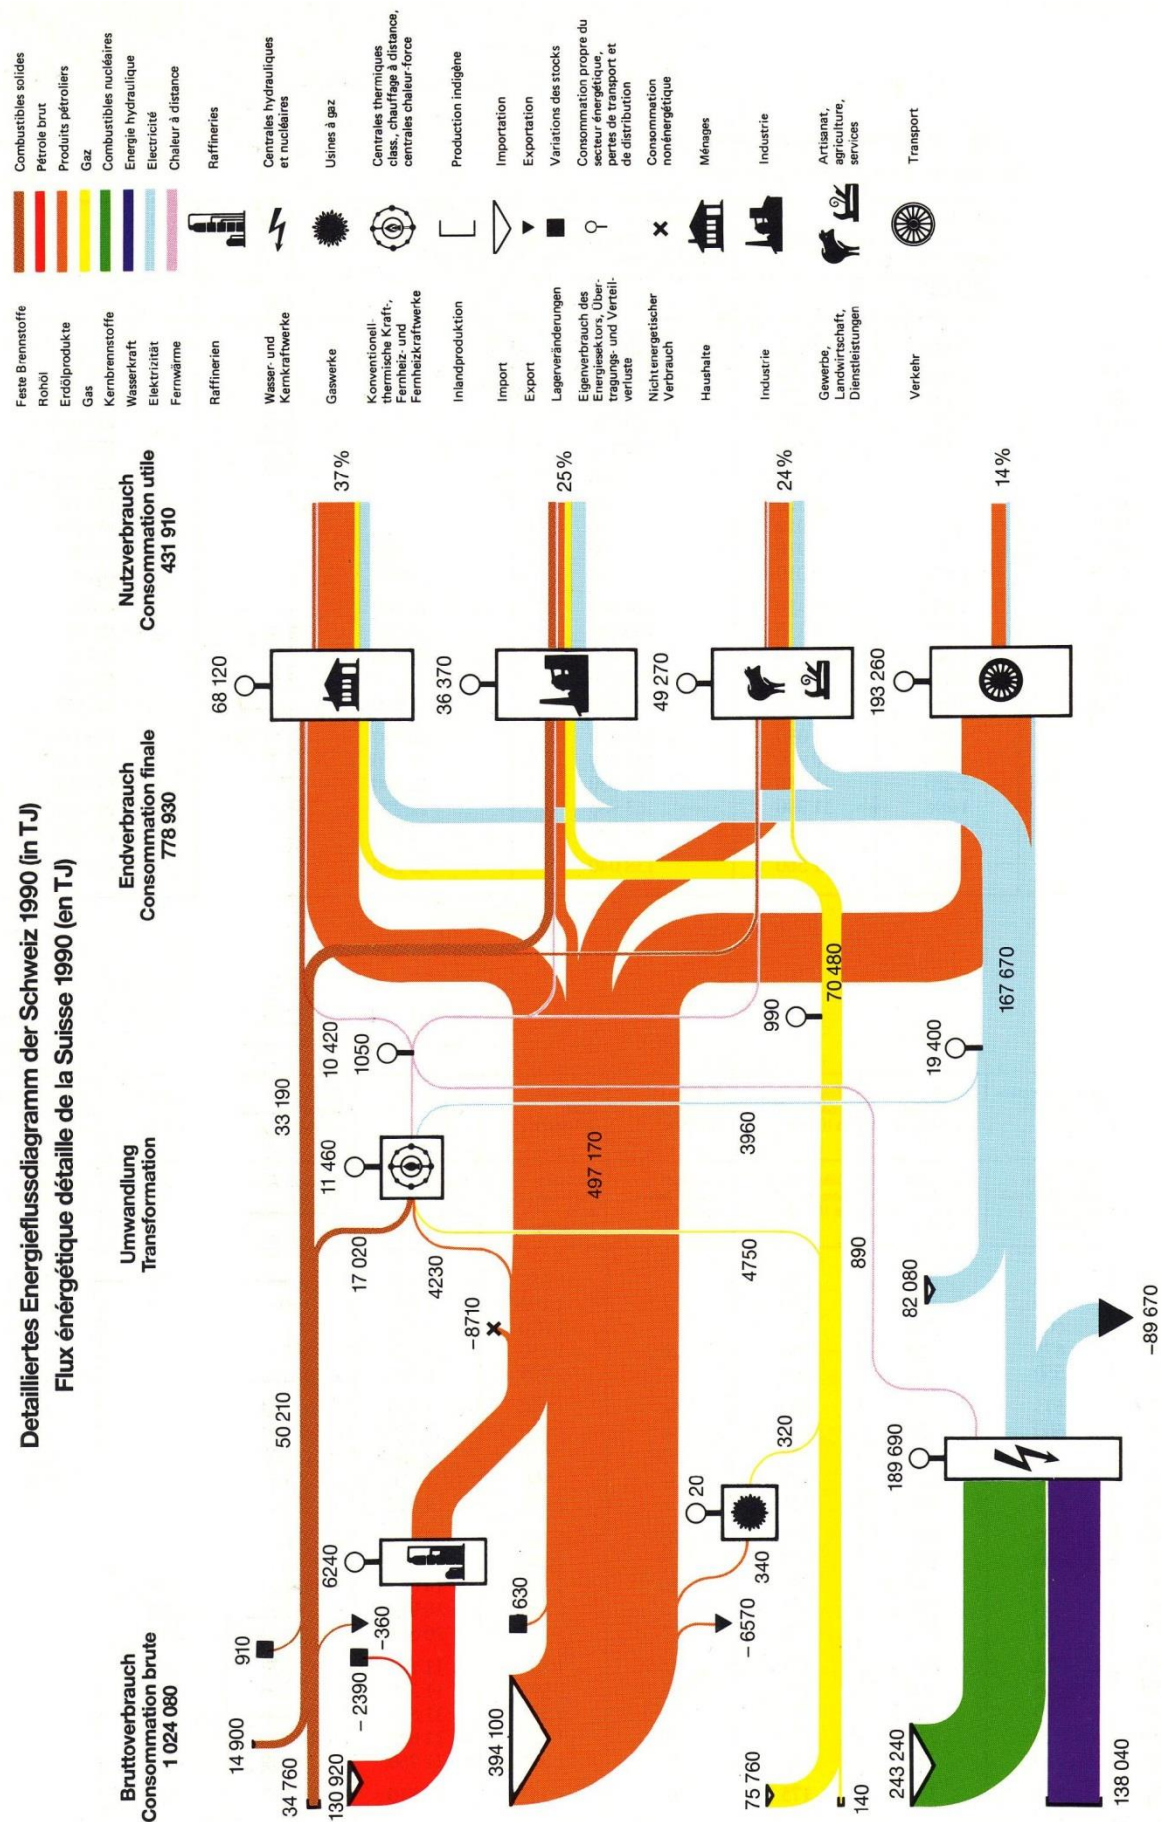 Detailliertes Energieflussdiagramm der Schweiz 1990 (in TJ)
Flux énérgétique détaille de la Suisse 1990 (en TJ)
Bruttoverbrauch
Consommation brute
1 024 080
Umwandlung
Transformation
Endverbrauch
Consommation finale
778 930
Nutzverbrauch
Consommation utile
431 910
14 900
910
34 760
50 210
33 190
68 120
37 %
130 920
– 2390
–360
6240
17 020
11 460
10 420
1050
4230
36 370
25 %
394 100
630
–8710
497 170
49 270
24 %
– 6570
20
340
320
4750
3960
990
75 760
140
890
70 480
193 260
14 %
243 240
189 690
82 080
19 400
167 670
138 040
–89 670
Feste Brennstoffe
Combustibles solides
Rohöl
Pétrole brut
Erdölprodukte
Produits pétroliers
Gas
Gaz
Kernbrennstoffe
Combustibles nucléaires
Wasserkraft
Energie hydraulique
Elektrizität
Electricité
Fernwärme
Chaleur à distance
Raffinerien
Raffineries
Wasser- und
Kernkraftwerke
Centrales hydrauliques
et nucléaires
Gaswerke
Usines à gaz
Konventionell-
thermische Kraft-,
Fernheiz- und
Fernheizkraftwerke
Centrales thermiques
class., chauffage à distance,
centrales chaleur-force
Inlandproduktion
Production indigène
Import
Importation
Export
Exportation
Lagerveränderungen
Variations des stocks
Eigenverbrauch des
Energiesektors, Über-
tragungs- und Verteil-
verluste
Consommation propre du
secteur énergétique,
pertes de transport et
de distribution
Nichtenergetischer
Verbrauch
Consommation
nonénergétique
Haushalte
Ménages
Industrie
Industrie
Gewerbe,
Landwirtschaft,
Dienstleistungen
Artisanat,
agriculture,
services
Verkehr
Transport